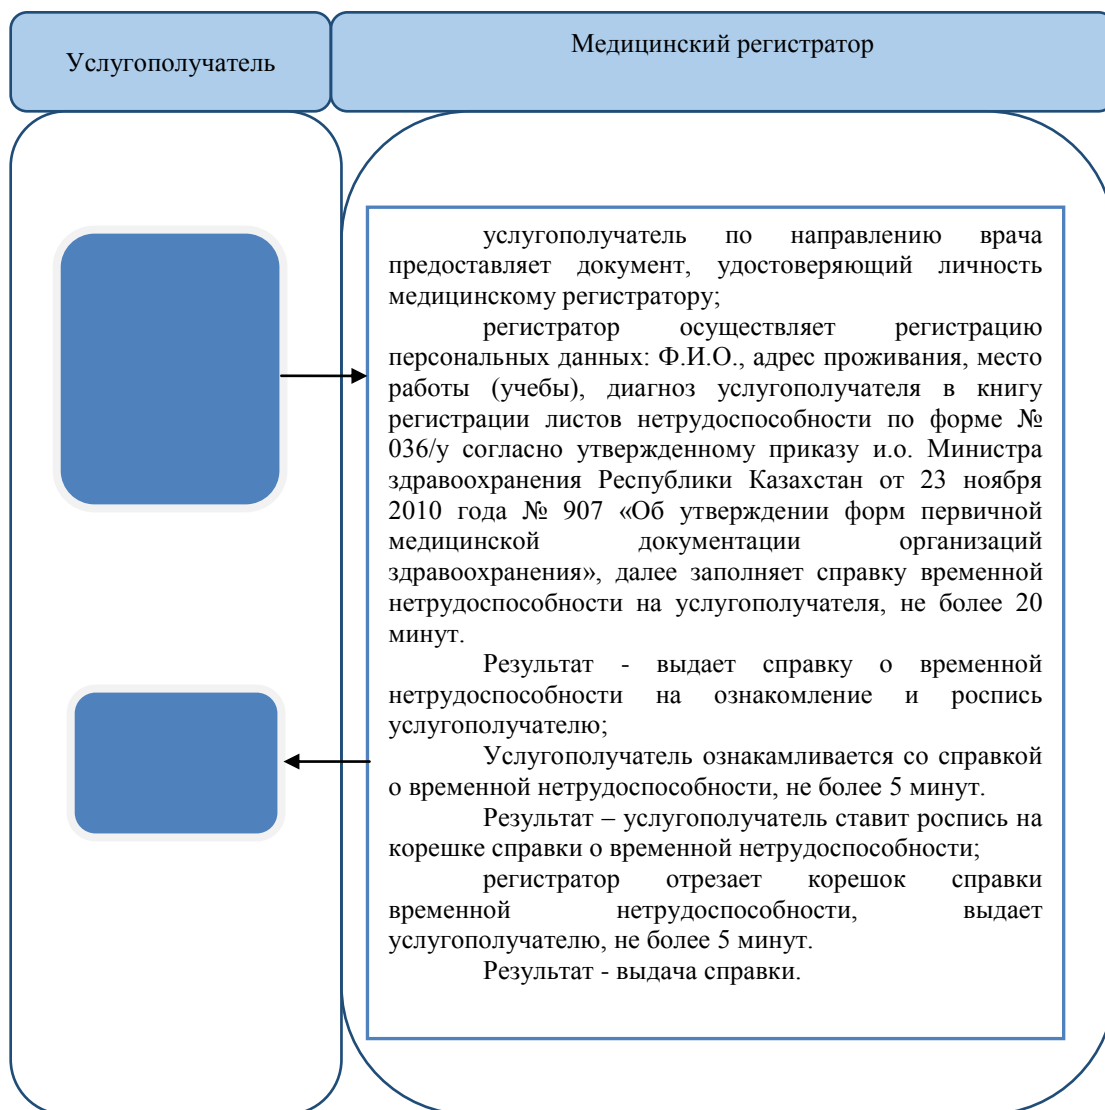 Услугополучатель
Медицинский регистратор
услугополучатель по направлению врача
предоставляет документ, удостоверяющий личность
медицинскому регистратору;
регистратор осуществляет регистрацию
персональных данных: Ф.И.О., адрес проживания, место
работы (учебы), диагноз услугополучателя в книгу
регистрации листов нетрудоспособности по форме №
036/у согласно утвержденному приказу и.о. Министра
здравоохранения Республики Казахстан от 23 ноября
2010 года № 907 «Об утверждении форм первичной
медицинской документации организаций
здравоохранения», далее заполняет справку временной
нетрудоспособности на услугополучателя, не более 20
минут.
Результат - выдает справку о временной
нетрудоспособности на ознакомление и роспись
услугополучателю;
Услугополучатель ознакамливается со справкой
о временной нетрудоспособности, не более 5 минут.
Результат – услугополучатель ставит роспись на
корешке справки о временной нетрудоспособности;
регистратор отрезает корешок справки
временной нетрудоспособности, выдает
услугополучателю, не более 5 минут.
Результат - выдача справки.